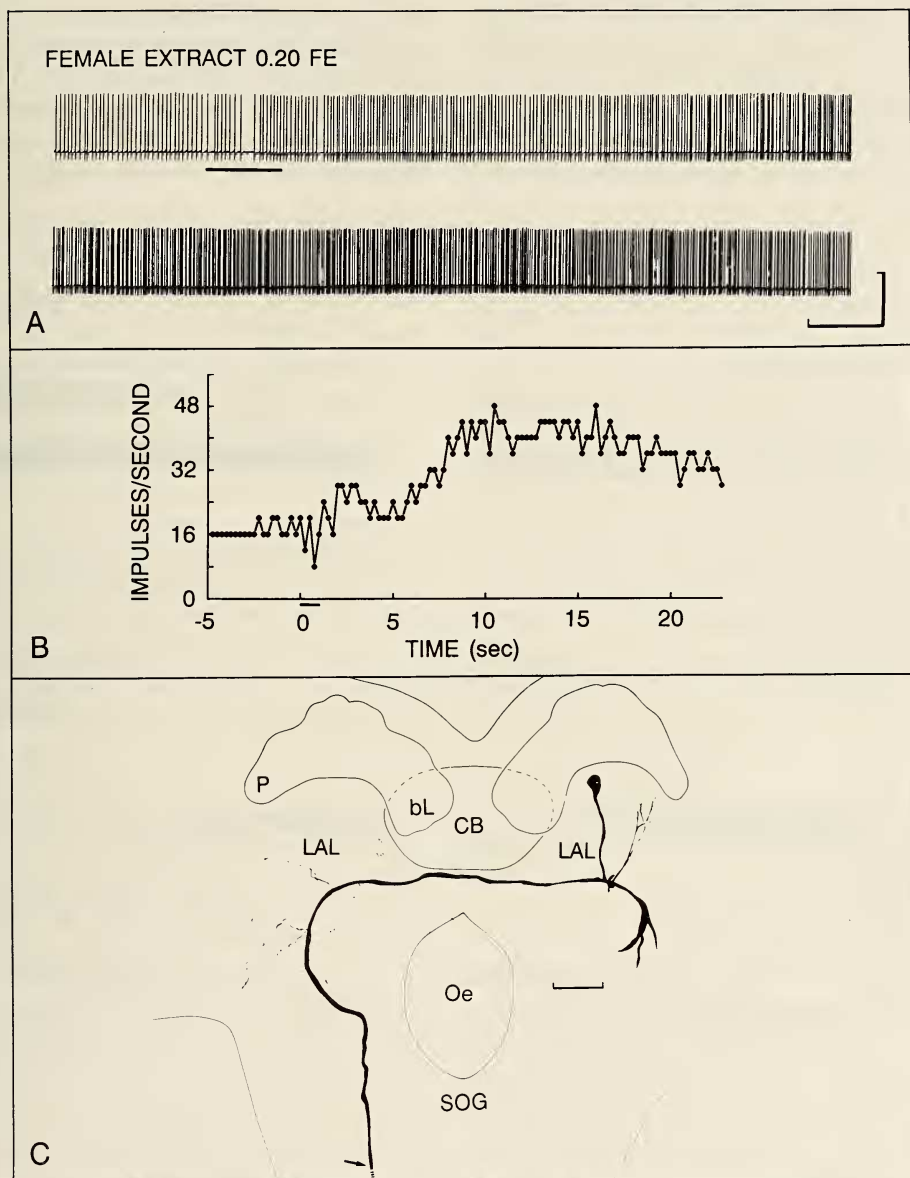 FEMALE EXTRACT 0.20 FE
A
48
32
16
0
IMPULSES/SECOND
-5 0 5 10 15 20
TIME (sec)
B
P
bL
CB
LAL LAL
Oe
SOG
C